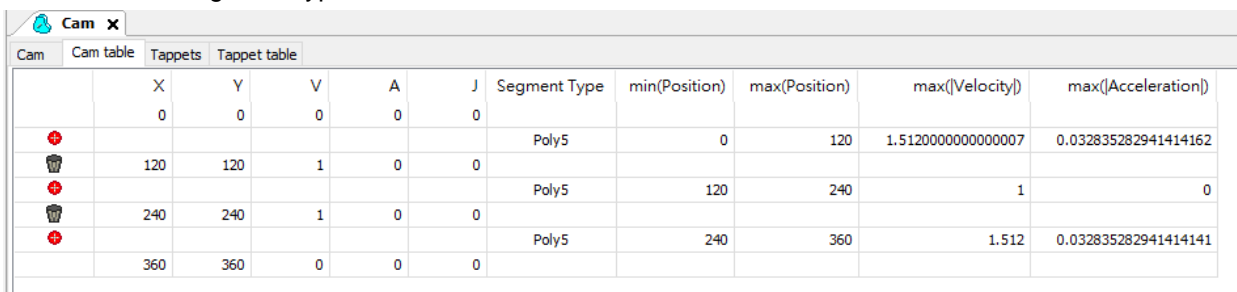 Cam x
Cam Cam table Tappets Tappet table
X Y V A J Segment Type min(Position) max(Position) max(|Velocity|) max(|Acceleration|)
0 0 0 0 0
Poly5 0 120 1.5120000000000007 0.032835282941414162
120 120 1 0 0
Poly5 120 240 1 0
240 240 1 0 0
Poly5 240 360 1.512 0.032835282941414141
360 360 0 0 0